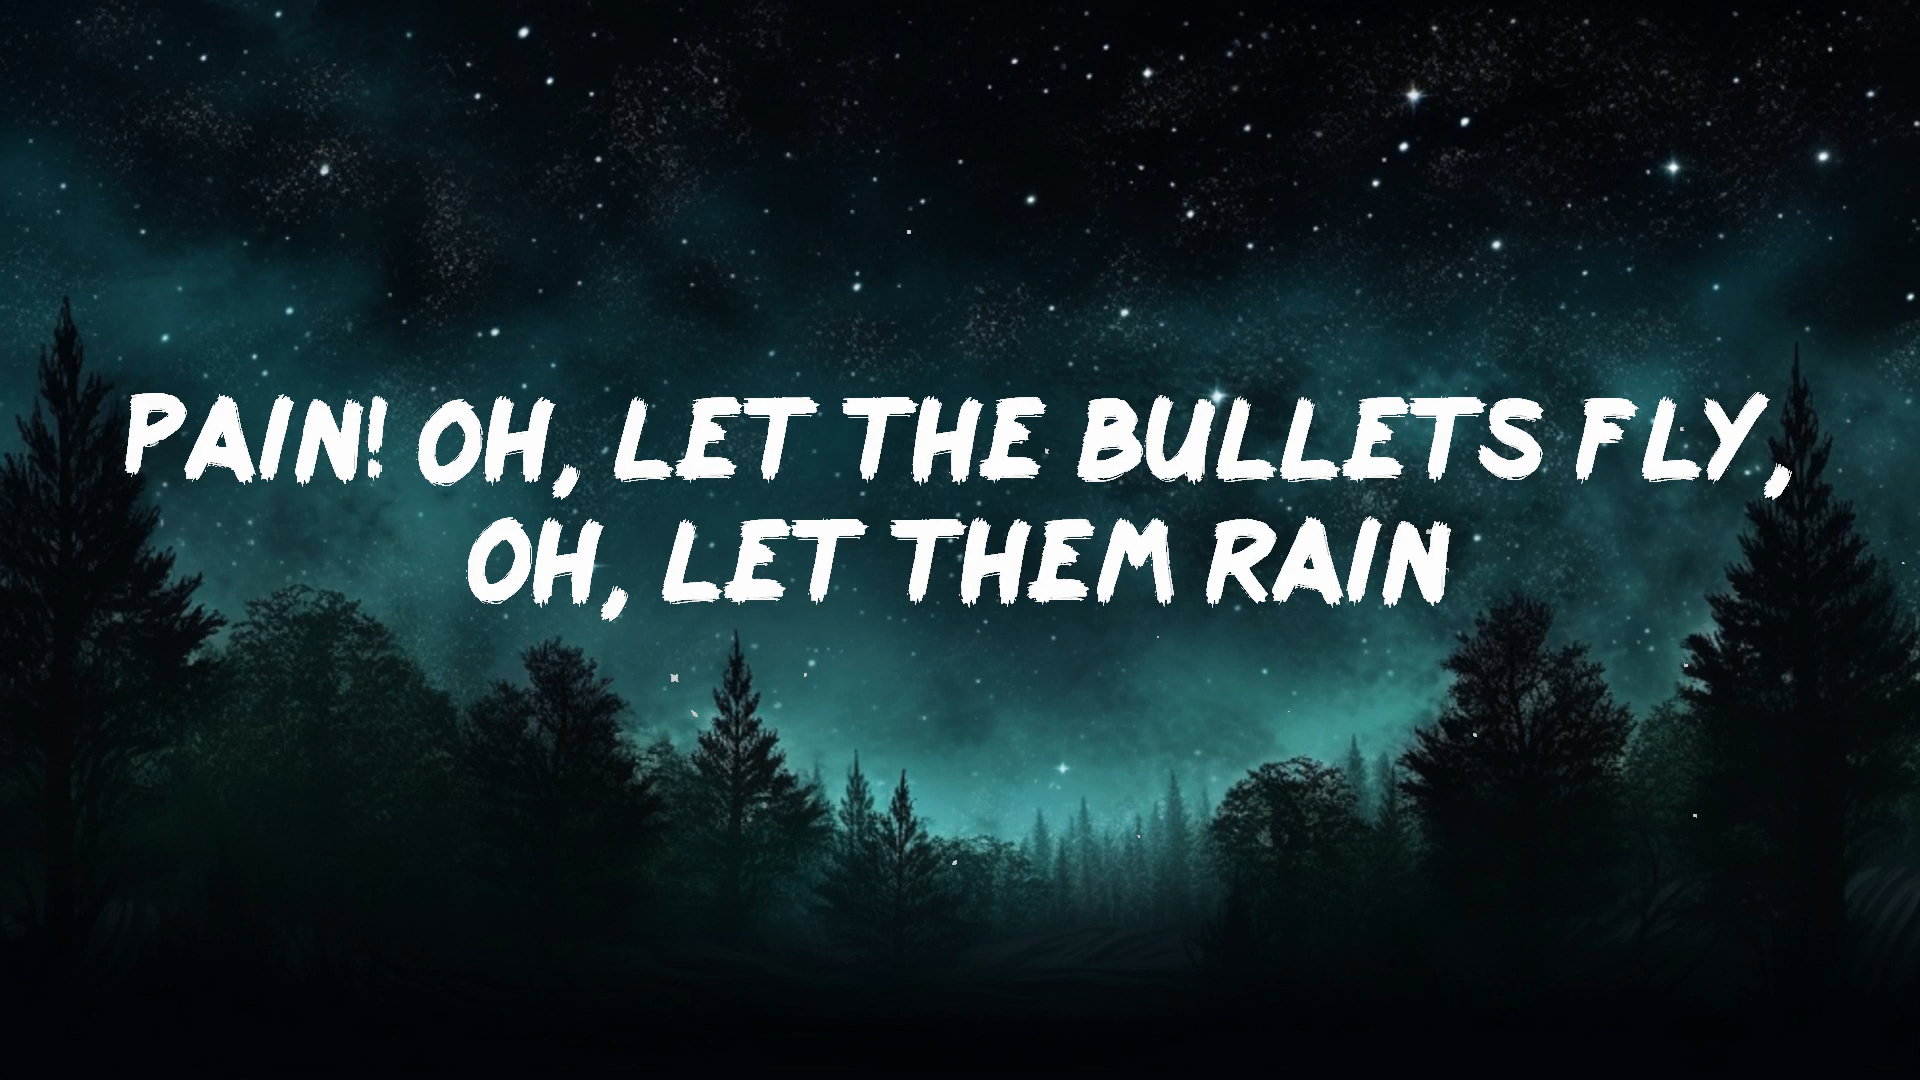 PAIN! OH, LET THE BULLETS FLY,
OH, LET THEM RAIN